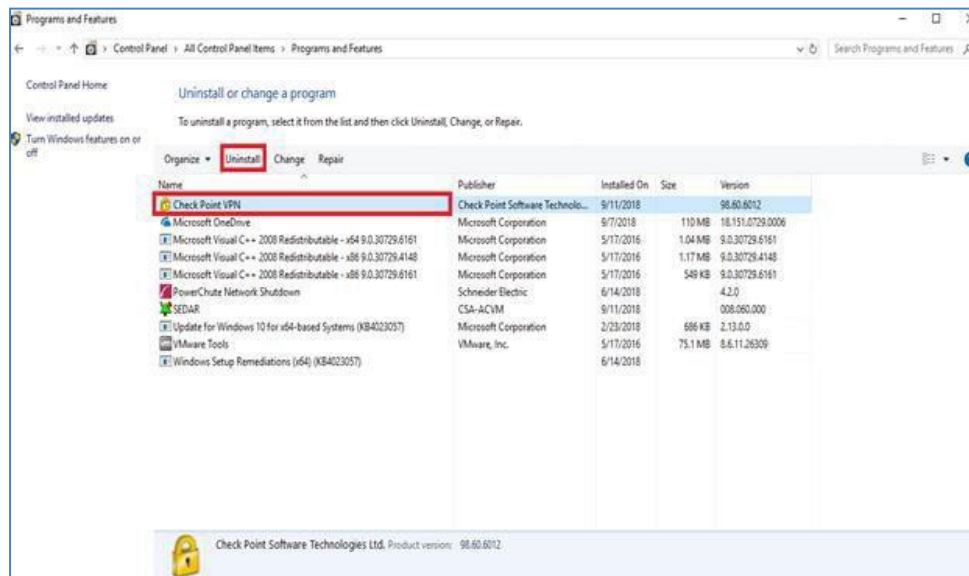 Programs and Features
Control Panel > All Control Panel Items > Programs and Features
Search Programs and Features
Control Panel Home
View installed updates
Turn Windows features on or
off
Uninstall or change a program
To uninstall a program, select it from the list and then click Uninstall, Change, or Repair.
Organize Uninstall Change Repair
Name Publisher Installed On Size Version
Check Point VPN Check Point Software Technolo... 9/11/2018 98.60.6012
Microsoft OneDrive Microsoft Corporation 9/7/2018 110 MB 18.151.0729.0006
Microsoft Visual C++ 2008 Redistributable - x64 9.0.30729.6161 Microsoft Corporation 5/17/2016 1.04 MB 9.0.30729.6161
Microsoft Visual C++ 2008 Redistributable - x86 9.0.30729.4148 Microsoft Corporation 5/17/2016 1.17 MB 9.0.30729.4148
Microsoft Visual C++ 2008 Redistributable - x86 9.0.30729.6161 Microsoft Corporation 5/17/2016 549 KB 9.0.30729.6161
PowerChute Network Shutdown Schneider Electric 6/14/2018 4.2.0
SEDAR CSA-ACVM 9/11/2018 008.060.000
Update for Windows 10 for x64-based Systems (KB4023057) Microsoft Corporation 2/23/2018 686 KB 2.13.0.0
VMware Tools VMware, Inc. 5/17/2016 75.1 MB 8.6.11.26309
Windows Setup Remediations (x64) (KB4023057) 6/14/2018
Check Point Software Technologies Ltd. Product version: 98.60.6012